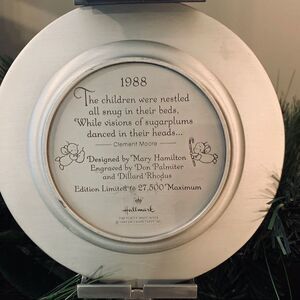 1988
The children were nestled
all snug in their beds,
While visions of sugarplums
danced in their heads...
Clement Moore
Designed by Mary Hamilton
Engraved by Don Palmiter
and Dillard Rhodus
Edition Limited to 27,500 Maximum
Hallmark